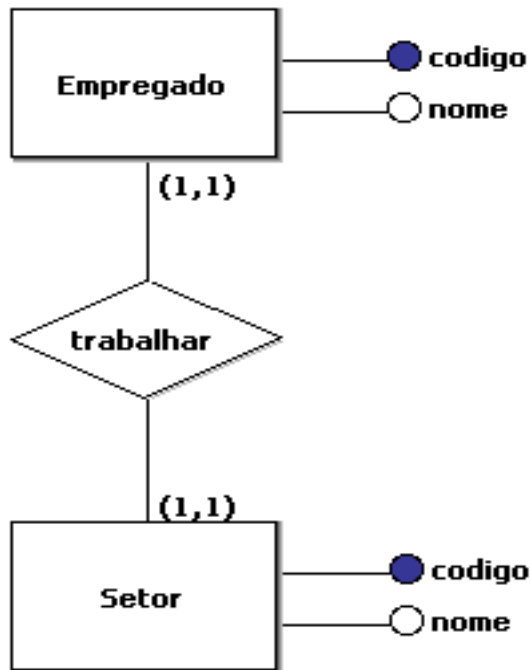 codigo
Empregado
nome
(1,1)
trabalhar
(1,1)
codigo
Setor
nome